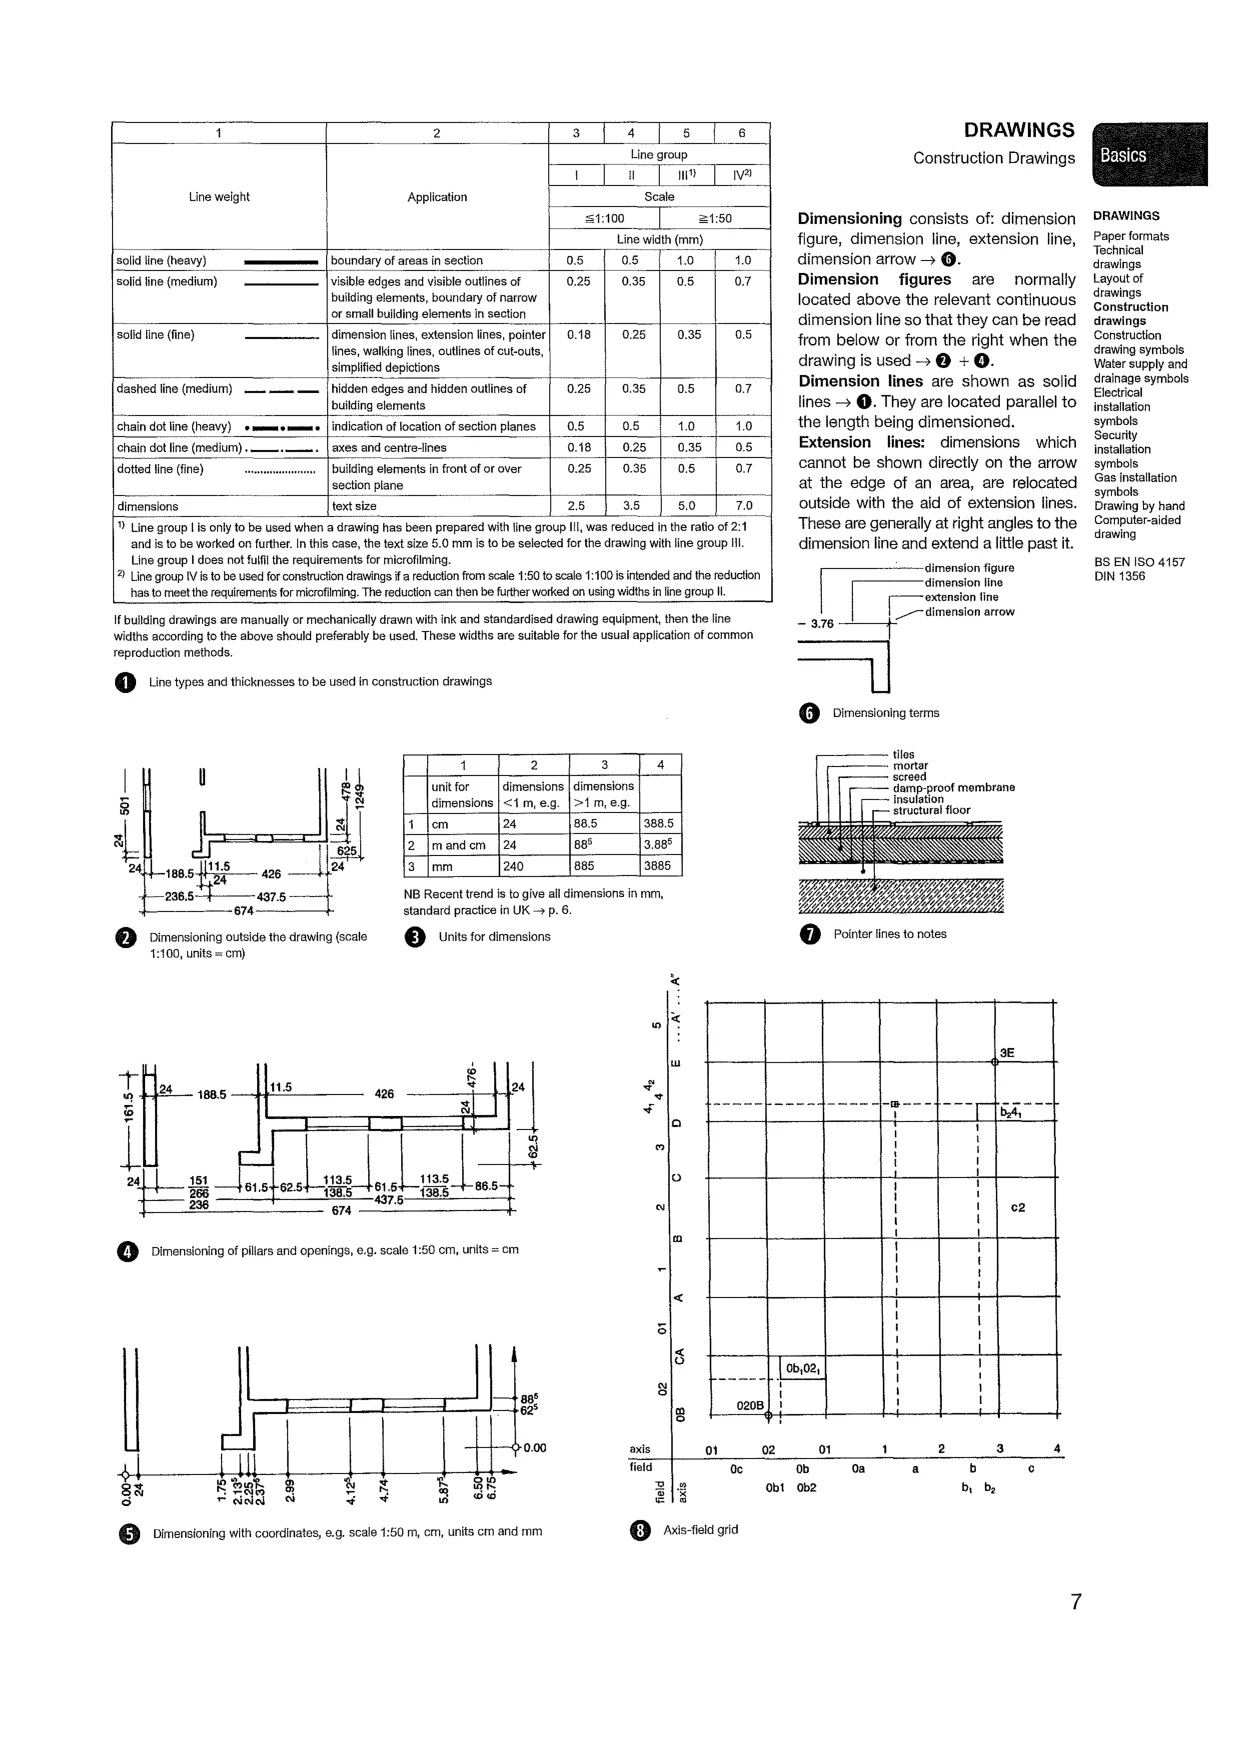 DRAWINGS
Construction Drawings
Basics
1 2 3 4 5 6
Line weight Application Line group
I II III¹⁾ IV²⁾
Scale
≦1:100 ≧1:50
Line width (mm)
solid line (heavy) boundary of areas in section 0.5 0.5 1.0 1.0
solid line (medium) visible edges and visible outlines of 0.25 0.35 0.5 0.7
building elements, boundary of narrow
or small building elements in section
solid line (fine) dimension lines, extension lines, pointer 0.18 0.25 0.35 0.5
lines, walking lines, outlines of cut-outs,
simplified depictions
dashed line (medium) hidden edges and hidden outlines of 0.25 0.35 0.5 0.7
building elements
chain dot line (heavy) indication of location of section planes 0.5 0.5 1.0 1.0
chain dot line (medium) axes and centre-lines 0.18 0.25 0.35 0.5
dotted line (fine) building elements in front of or over 0.25 0.35 0.5 0.7
section plane
dimensions text size 2.5 3.5 5.0 7.0
¹⁾ Line group I is only to be used when a drawing has been prepared with line group III, was reduced in the ratio of 2:1
and is to be worked on further. In this case, the text size 5.0 mm is to be selected for the drawing with line group III.
Line group I does not fulfil the requirements for microfilming.
²⁾ Line group IV is to be used for construction drawings if a reduction from scale 1:50 to scale 1:100 is intended and the reduction
has to meet the requirements for microfilming. The reduction can then be further worked on using widths in line group II.
If building drawings are manually or mechanically drawn with ink and standardised drawing equipment, then the line
widths according to the above should preferably be used. These widths are suitable for the usual application of common
reproduction methods.
1 Line types and thicknesses to be used in construction drawings
Dimensioning consists of: dimension
figure, dimension line, extension line,
dimension arrow → 6.
Dimension figures are normally
located above the relevant continuous
dimension line so that they can be read
from below or from the right when the
drawing is used → 2 + 4.
Dimension lines are shown as solid
lines → 1. They are located parallel to
the length being dimensioned.
Extension lines: dimensions which
cannot be shown directly on the arrow
at the edge of an area, are relocated
outside with the aid of extension lines.
These are generally at right angles to the
dimension line and extend a little past it.
dimension figure
dimension line
extension line
dimension arrow
3.76
6 Dimensioning terms
DRAWINGS
Paper formats
Technical
drawings
Layout of
drawings
Construction
drawings
Construction
drawing symbols
Water supply and
drainage symbols
Electrical
installation
symbols
Security
installation
symbols
Gas installation
symbols
Drawing by hand
Computer-aided
drawing
BS EN ISO 4157
DIN 1356
501
24
478
1249
24
625
24 188.5 11.5 426 24
24
236.5 437.5
674
2 Dimensioning outside the drawing (scale
1:100, units = cm)
1 2 3 4
unit for dimensions dimensions
dimensions <1 m, e.g. >1 m, e.g.
1 cm 24 88.5 388.5
2 m and cm 24 88⁵ 3.88⁵
3 mm 240 885 3885
NB Recent trend is to give all dimensions in mm,
standard practice in UK → p. 6.
3 Units for dimensions
tiles
mortar
screed
damp-proof membrane
insulation
structural floor
7 Pointer lines to notes
161.5
24 188.5 11.5 426 24
476
24
62.5
24 151 61.5 62.5 113.5 61.5 113.5 86.5
266 138.5 138.5
236 437.5
674
4 Dimensioning of pillars and openings, e.g. scale 1:50 cm, units = cm
88⁵
62⁵
0.00
0.00 24 1.75 2.13⁵ 2.25 2.37⁵ 2.99 4.12⁵ 4.74 5.87⁵ 6.50 6.75
5 Dimensioning with coordinates, e.g. scale 1:50 m, cm, units cm and mm
...A' ...A"
5
E
4₁ 4 4₂
D
3
C
2
B
1
A
01
CA
02
0B
3E
b₂4₁
c2
0b₁02₁
020B
axis 01 02 01 1 2 3 4
field 0c 0b 0a a b c
field axis 0b1 0b2 b₁ b₂
8 Axis-field grid
7